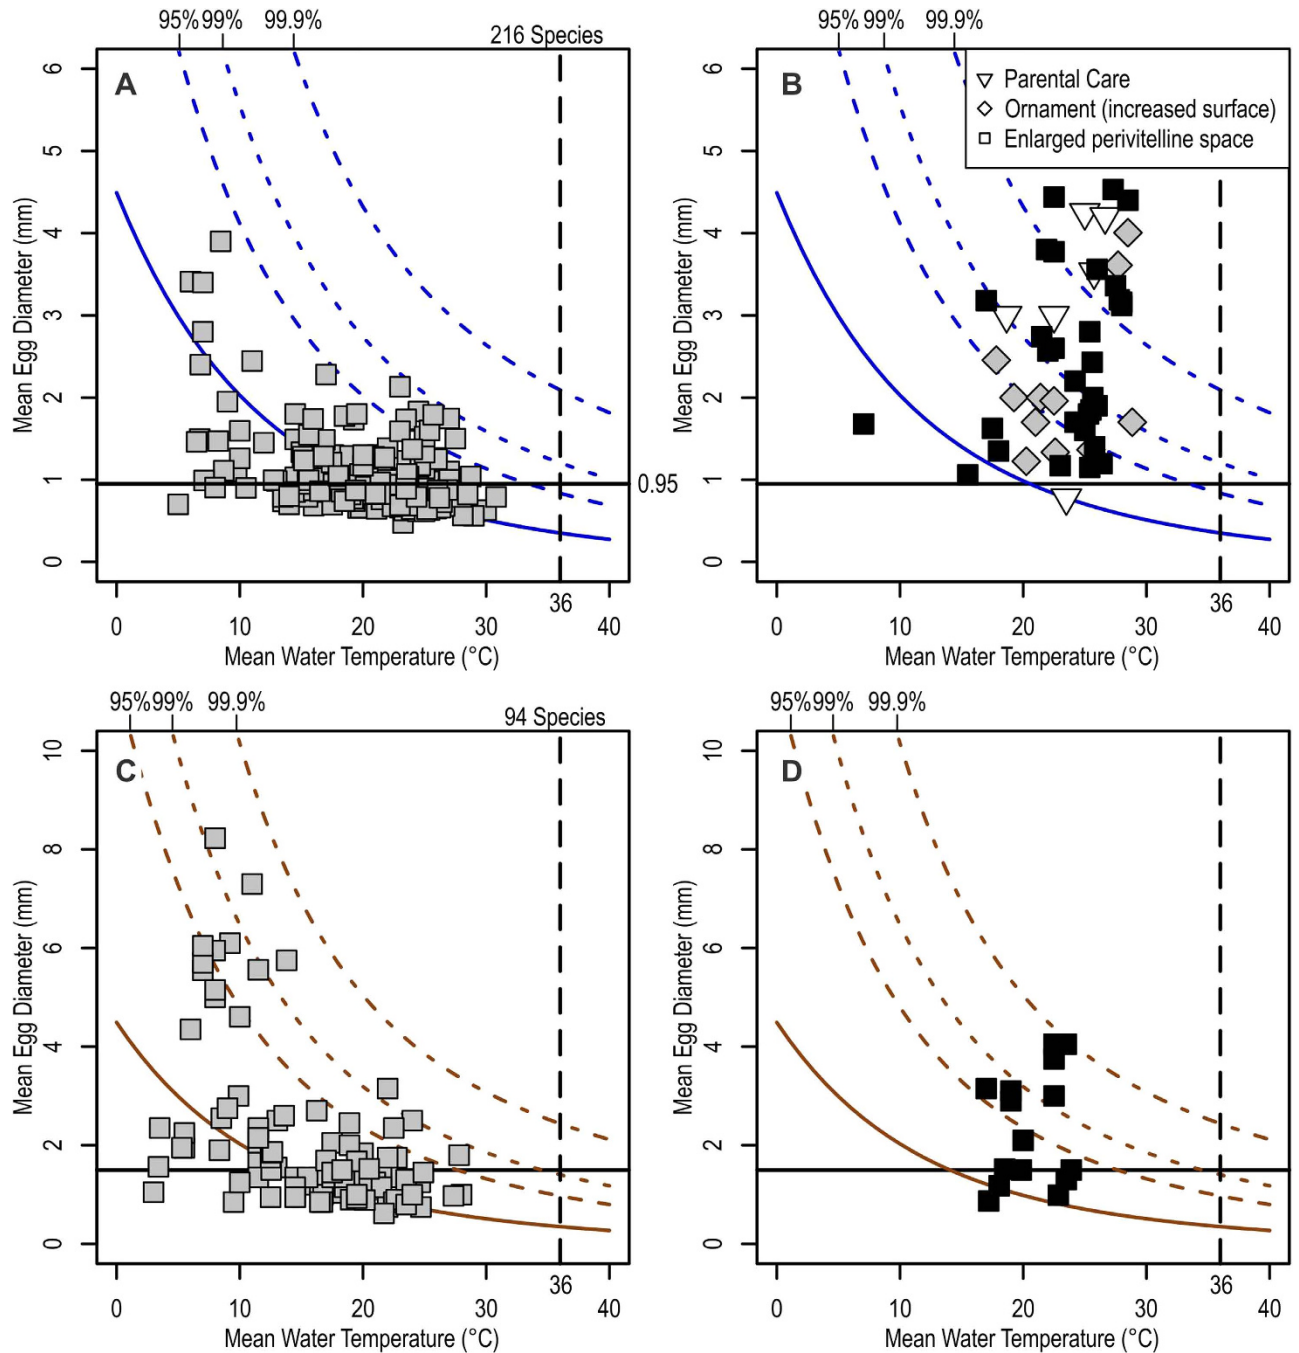 95% 99% 99.9% 216 Species
A
6
5
4
3
2
1
0
Mean Egg Diameter (mm)
0.95
36
0 10 20 30 40
Mean Water Temperature (°C)
95% 99% 99.9%
B
Parental Care
Ornament (increased surface)
Enlarged perivitelline space
6
5
4
3
2
1
0
Mean Egg Diameter (mm)
36
0 10 20 30 40
Mean Water Temperature (°C)
95% 99% 99.9% 94 Species
C
10
8
6
4
2
0
Mean Egg Diameter (mm)
36
0 10 20 30 40
Mean Water Temperature (°C)
95% 99% 99.9%
D
10
8
6
4
2
0
Mean Egg Diameter (mm)
36
0 10 20 30 40
Mean Water Temperature (°C)